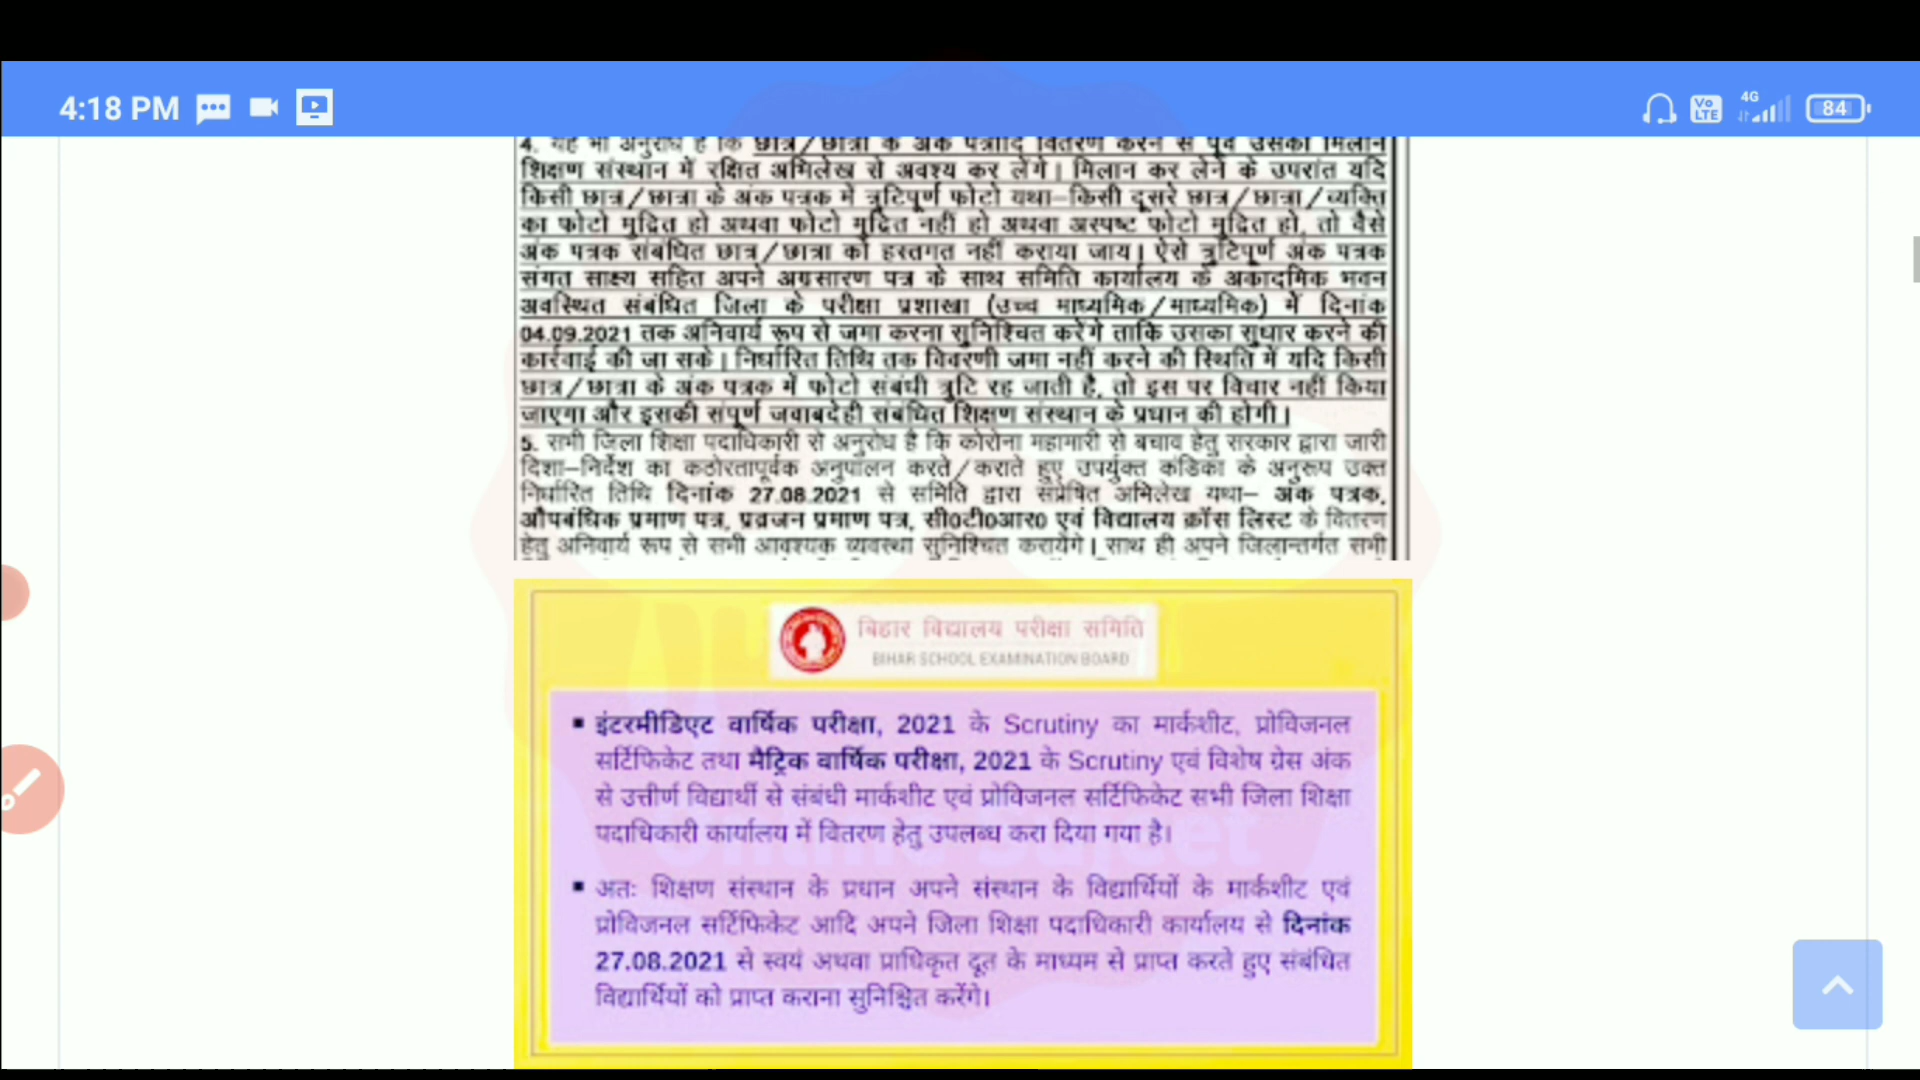 4:18 PM
Vo LTE
4G
84
4. यह भी अनुरोध है कि छात्र/छात्रा के अंक पत्रादि वितरण करने से पूर्व उसका मिलान
शिक्षण संस्थान में रक्षित अभिलेख से अवश्य कर लेंगे। मिलान कर लेने के उपरांत यदि
किसी छात्र/छात्रा के अंक पत्रक में त्रुटिपूर्ण फोटो यथा–किसी दूसरे छात्र/छात्रा/व्यक्ति
का फोटो मुद्रित हो अथवा फोटो मुद्रित नहीं हो अथवा अस्पष्ट फोटो मुद्रित हो, तो वैसे
अंक पत्रक संबंधित छात्र/छात्रा को हस्तगत नहीं कराया जाय। ऐसे त्रुटिपूर्ण अंक पत्रक
संगत साक्ष्य सहित अपने अग्रसारण पत्र के साथ समिति कार्यालय के अकादमिक भवन
अवस्थित संबंधित जिला के परीक्षा प्रशाखा (उच्च माध्यमिक/माध्यमिक) में दिनांक
04.09.2021 तक अनिवार्य रूप से जमा करना सुनिश्चित करेंगे ताकि उसका सुधार करने की
कार्रवाई की जा सके। निर्धारित तिथि तक विवरणी जमा नहीं करने की स्थिति में यदि किसी
छात्र/छात्रा के अंक पत्रक में फोटो संबंधी त्रुटि रह जाती है, तो इस पर विचार नहीं किया
जाएगा और इसकी संपूर्ण जवाबदेही संबंधित शिक्षण संस्थान के प्रधान की होगी।
5. सभी जिला शिक्षा पदाधिकारी से अनुरोध है कि कोरोना महामारी से बचाव हेतु सरकार द्वारा जारी
दिशा–निर्देश का कठोरतापूर्वक अनुपालन करते/कराते हुए उपर्युक्त कंडिका के अनुरूप उक्त
निर्धारित तिथि दिनांक 27.08.2021 से समिति द्वारा संप्रेषित अभिलेख यथा– अंक पत्रक,
औपबंधिक प्रमाण पत्र, प्रव्रजन प्रमाण पत्र, सी0टी0आर0 एवं विद्यालय क्रॉस लिस्ट के वितरण
हेतु अनिवार्य रूप से सभी आवश्यक व्यवस्था सुनिश्चित करायेंगे। साथ ही अपने जिलान्तर्गत सभी
बिहार विद्यालय परीक्षा समिति
BIHAR SCHOOL EXAMINATION BOARD
▪ इंटरमीडिएट वार्षिक परीक्षा, 2021 के Scrutiny का मार्कशीट, प्रोविजनल
सर्टिफिकेट तथा मैट्रिक वार्षिक परीक्षा, 2021 के Scrutiny एवं विशेष ग्रेस अंक
से उत्तीर्ण विद्यार्थी से संबंधी मार्कशीट एवं प्रोविजनल सर्टिफिकेट सभी जिला शिक्षा
पदाधिकारी कार्यालय में वितरण हेतु उपलब्ध करा दिया गया है।
▪ अतः शिक्षण संस्थान के प्रधान अपने संस्थान के विद्यार्थियों के मार्कशीट एवं
प्रोविजनल सर्टिफिकेट आदि अपने जिला शिक्षा पदाधिकारी कार्यालय से दिनांक
27.08.2021 से स्वयं अथवा प्राधिकृत दूत के माध्यम से प्राप्त करते हुए संबंधित
विद्यार्थियों को प्राप्त कराना सुनिश्चित करेंगे।